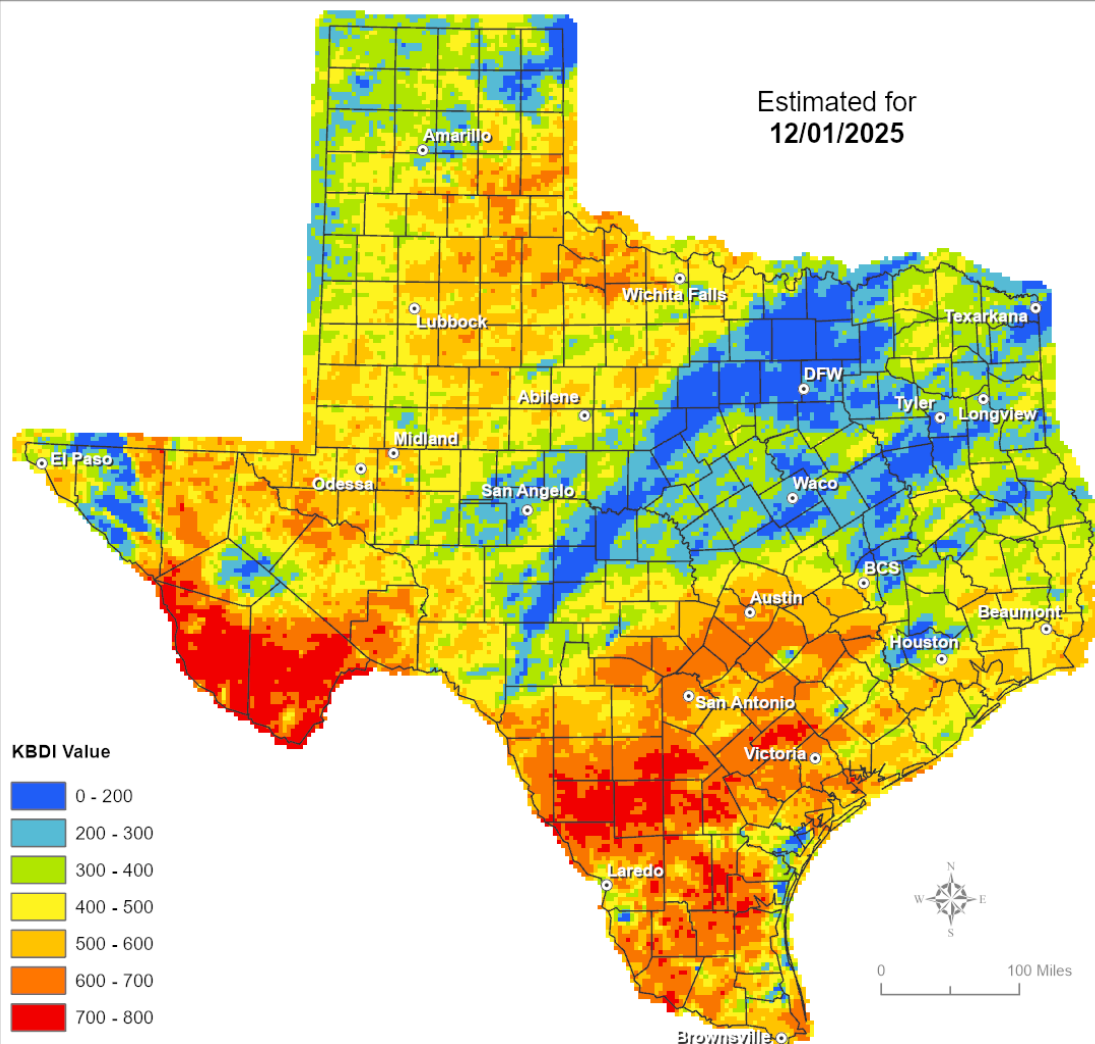 Estimated for
12/01/2025
Amarillo
Wichita Falls
Lubbock
Texarkana
DFW
Abilene
Tyler
Longview
Midland
El Paso
Odessa
San Angelo
Waco
BCS
Austin
Beaumont
Houston
San Antonio
Victoria
Laredo
Brownsville
KBDI Value
0 - 200
200 - 300
300 - 400
400 - 500
500 - 600
600 - 700
700 - 800
N
W E
S
0 100 Miles